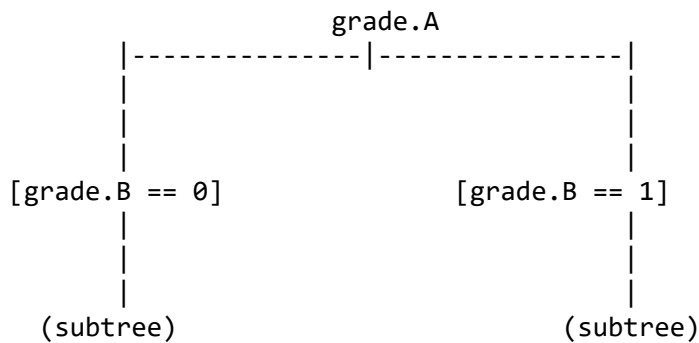 grade.A
|---------------|----------------|
| |
| |
| |
| |
[grade.B == 0] [grade.B == 1]
| |
| |
| |
(subtree) (subtree)